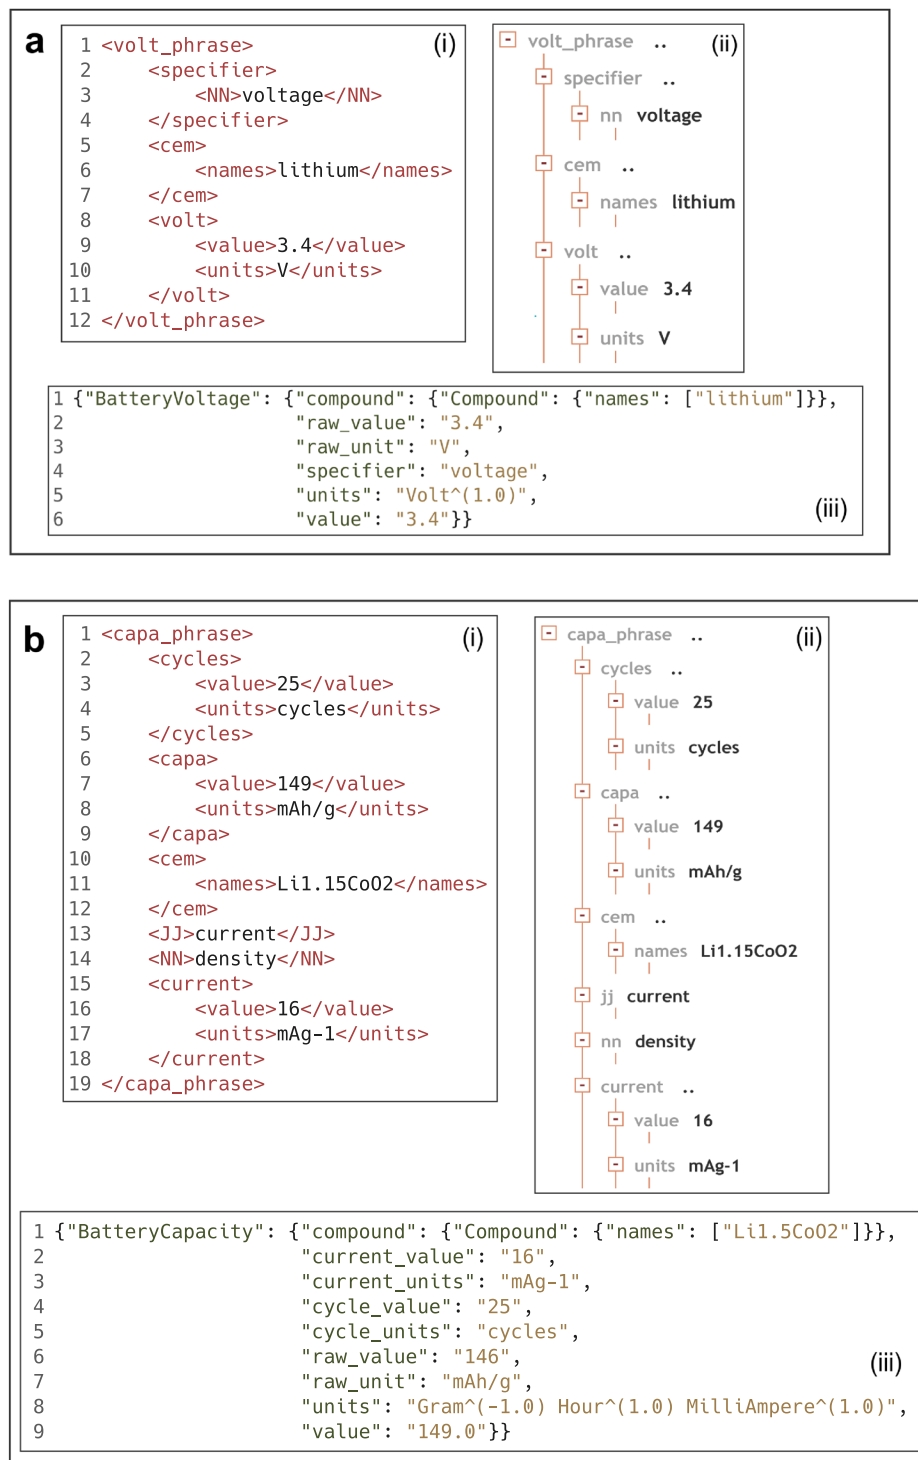 a
(i)
1 <volt_phrase>
2     <specifier>
3         <NN>voltage</NN>
4     </specifier>
5     <cem>
6         <names>lithium</names>
7     </cem>
8     <volt>
9         <value>3.4</value>
10         <units>V</units>
11     </volt>
12 </volt_phrase>
(ii)
- volt_phrase ..
- specifier ..
- nn voltage
- cem ..
- names lithium
- volt ..
- value 3.4
- units V
1 {"BatteryVoltage": {"compound": {"Compound": {"names": ["lithium"]}},
2 "raw_value": "3.4",
3 "raw_unit": "V",
4 "specifier": "voltage",
5 "units": "Volt^(1.0)",
6 "value": "3.4"}}
(iii)
b
(i)
1 <capa_phrase>
2     <cycles>
3         <value>25</value>
4         <units>cycles</units>
5     </cycles>
6     <capa>
7         <value>149</value>
8         <units>mAh/g</units>
9     </capa>
10     <cem>
11         <names>Li1.15CoO2</names>
12     </cem>
13     <JJ>current</JJ>
14     <NN>density</NN>
15     <current>
16         <value>16</value>
17         <units>mAg-1</units>
18     </current>
19 </capa_phrase>
(ii)
- capa_phrase ..
- cycles ..
- value 25
- units cycles
- capa ..
- value 149
- units mAh/g
- cem ..
- names Li1.15CoO2
- jj current
- nn density
- current ..
- value 16
- units mAg-1
1 {"BatteryCapacity": {"compound": {"Compound": {"names": ["Li1.5CoO2"]}},
2 "current_value": "16",
3 "current_units": "mAg-1",
4 "cycle_value": "25",
5 "cycle_units": "cycles",
6 "raw_value": "146",
7 "raw_unit": "mAh/g",
8 "units": "Gram^(-1.0) Hour^(1.0) MilliAmpere^(1.0)",
9 "value": "149.0"}}
(iii)